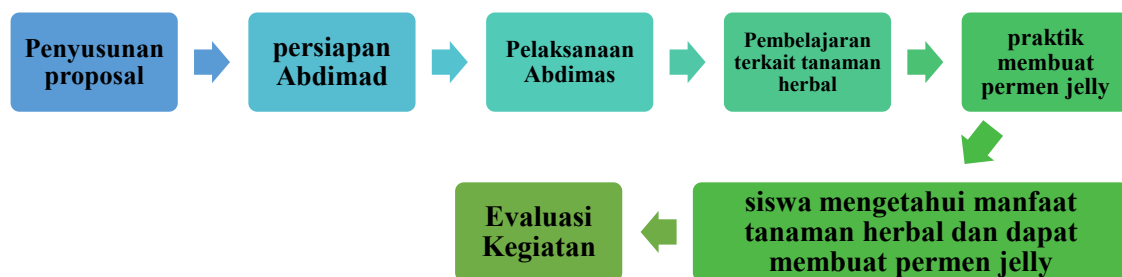 Penyusunan
proposal
persiapan
Abdimad
Pelaksanaan
Abdimas
Pembelajaran
terkait tanaman
herbal
praktik
membuat
permen jelly
siswa mengetahui manfaat
tanaman herbal dan dapat
membuat permen jelly
Evaluasi
Kegiatan